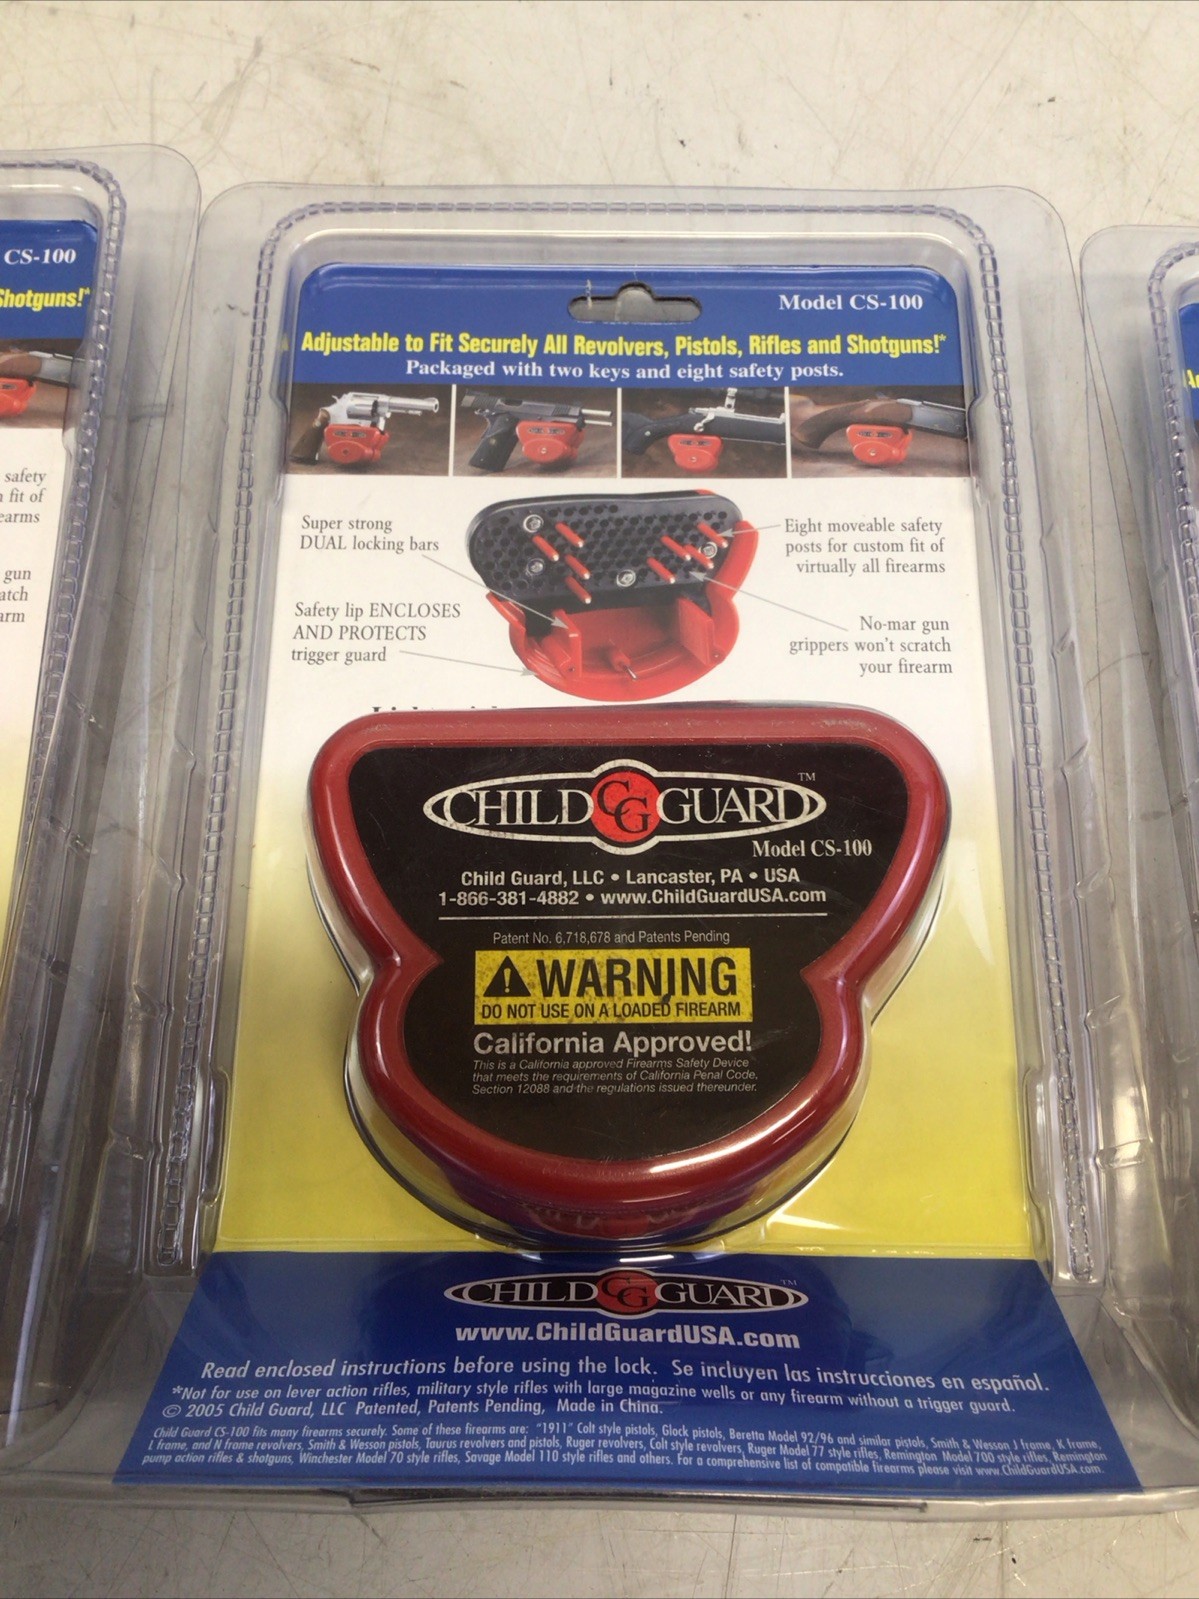 CS-100
Shotguns!*
safety
fit of
earms
gun
atch
arm
Model CS-100
Adjustable to Fit Securely All Revolvers, Pistols, Rifles and Shotguns!*
Packaged with two keys and eight safety posts.
Super strong
DUAL locking bars
Safety lip ENCLOSES
AND PROTECTS
trigger guard
Eight moveable safety
posts for custom fit of
virtually all firearms
No-mar gun
grippers won't scratch
your firearm
CHILD CG GUARD™
Model CS-100
Child Guard, LLC • Lancaster, PA • USA
1-866-381-4882 • www.ChildGuardUSA.com
Patent No. 6,718,678 and Patents Pending
WARNING
DO NOT USE ON A LOADED FIREARM
California Approved!
This is a California approved Firearms Safety Device
that meets the requirements of California Penal Code,
Section 12088 and the regulations issued thereunder.
CHILD CG GUARD™
www.ChildGuardUSA.com
Read enclosed instructions before using the lock. Se incluyen las instrucciones en español.
*Not for use on lever action rifles, military style rifles with large magazine wells or any firearm without a trigger guard.
© 2005 Child Guard, LLC Patented, Patents Pending, Made in China.
Child Guard CS-100 fits many firearms securely. Some of these firearms are: "1911" Colt style pistols, Glock pistols, Beretta Model 92/96 and similar pistols, Smith & Wesson J frame, K frame,
L frame, and N frame revolvers, Smith & Wesson pistols, Taurus revolvers and pistols, Ruger revolvers, Colt style revolvers, Ruger Model 77 style rifles, Remington Model 700 style rifles, Remington
pump action rifles & shotguns, Winchester Model 70 style rifles, Savage Model 110 style rifles and others. For a comprehensive list of compatible firearms please visit www.ChildGuardUSA.com.